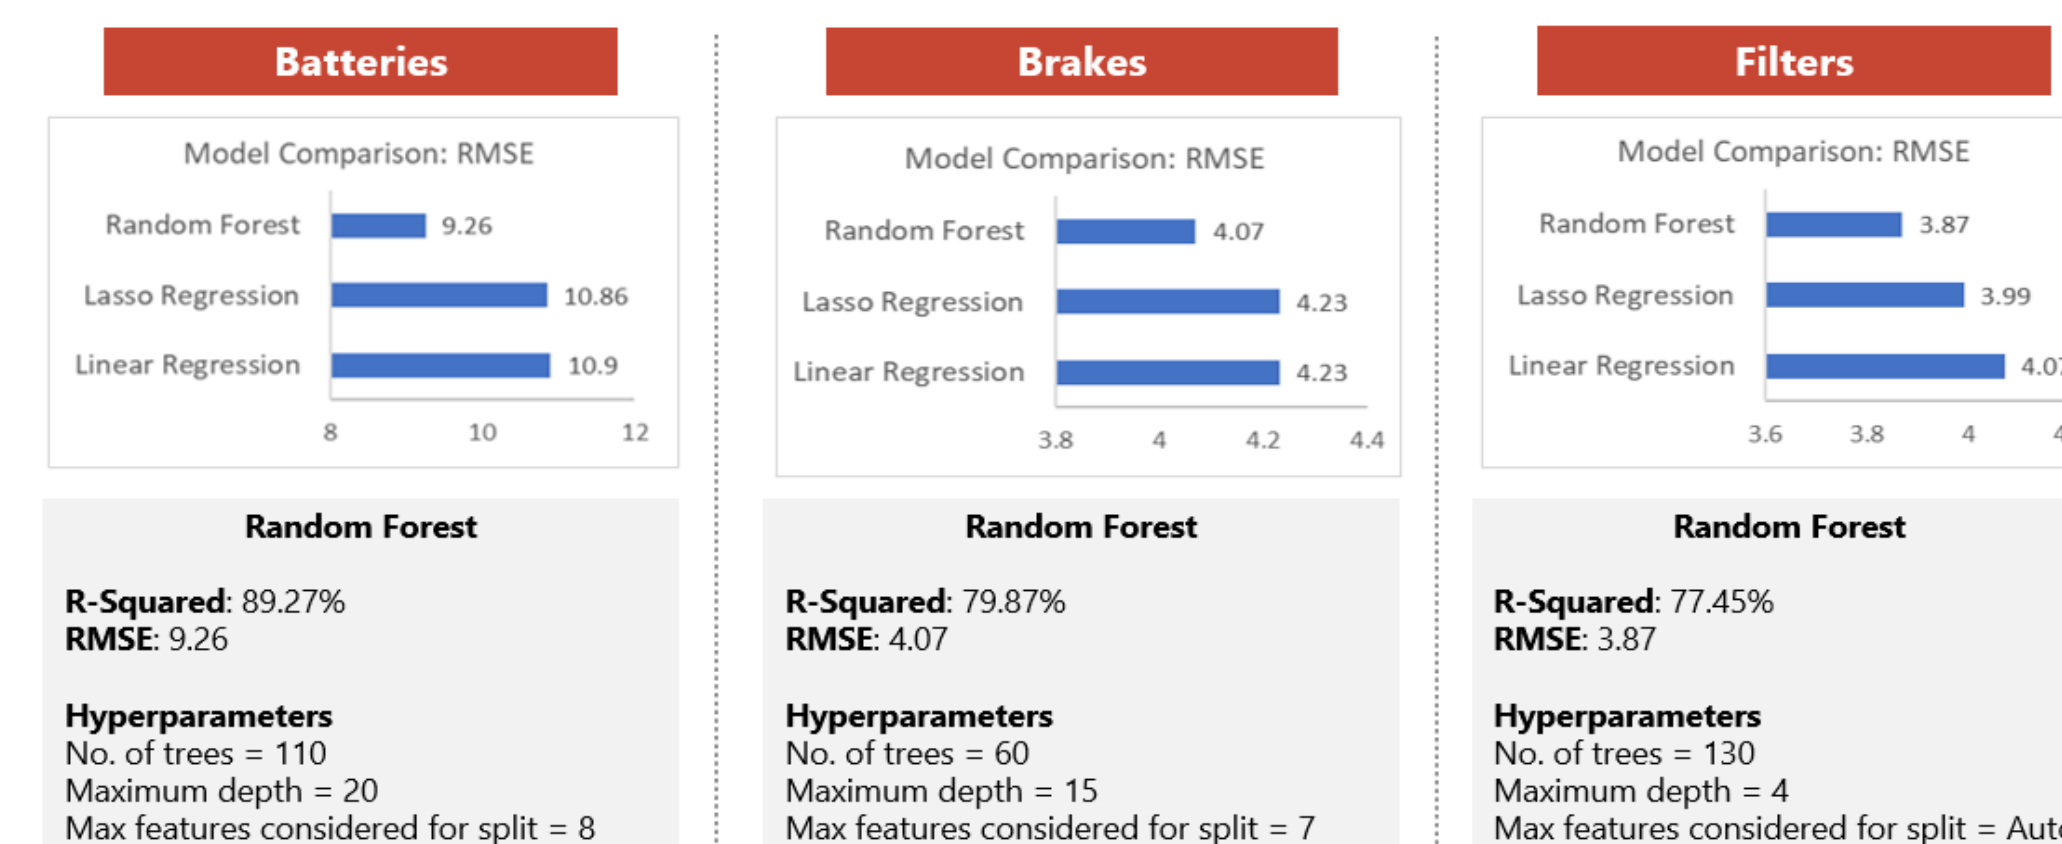 Batteries
Model Comparison: RMSE
Random Forest 9.26
Lasso Regression 10.86
Linear Regression 10.9
8 10 12
Random Forest
R-Squared: 89.27%
RMSE: 9.26
Hyperparameters
No. of trees = 110
Maximum depth = 20
Max features considered for split = 8
Brakes
Model Comparison: RMSE
Random Forest 4.07
Lasso Regression 4.23
Linear Regression 4.23
3.8 4 4.2 4.4
Random Forest
R-Squared: 79.87%
RMSE: 4.07
Hyperparameters
No. of trees = 60
Maximum depth = 15
Max features considered for split = 7
Filters
Model Comparison: RMSE
Random Forest 3.87
Lasso Regression 3.99
Linear Regression 4.07
3.6 3.8 4
Random Forest
R-Squared: 77.45%
RMSE: 3.87
Hyperparameters
No. of trees = 130
Maximum depth = 4
Max features considered for split = Auto